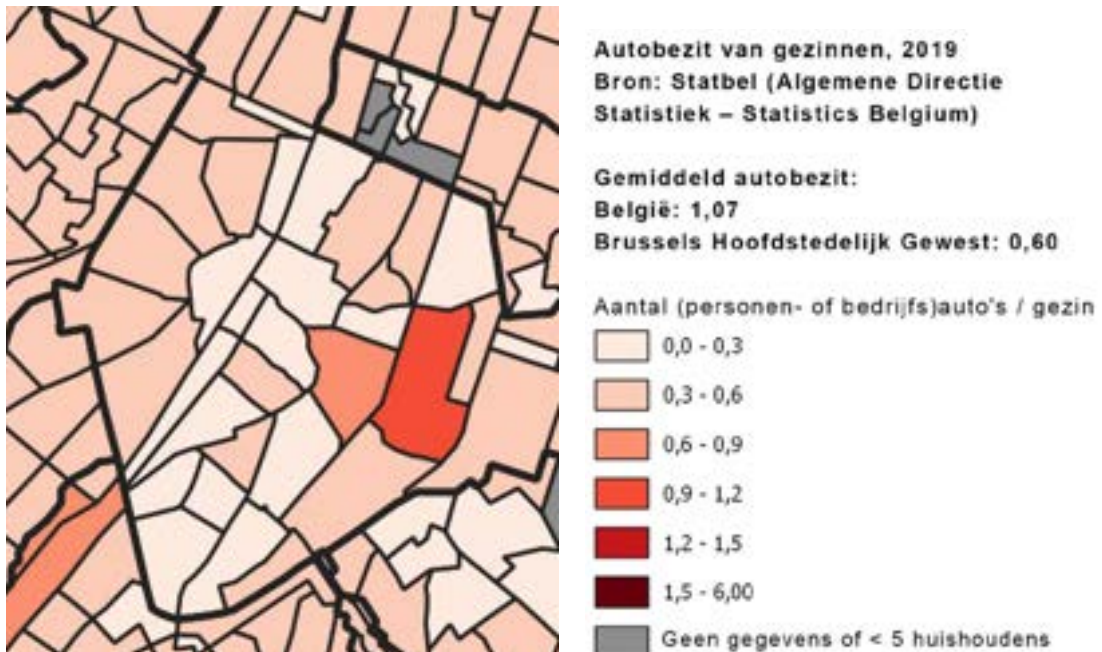 Autobezit van gezinnen, 2019
Bron: Statbel (Algemene Directie
Statistiek – Statistics Belgium)
Gemiddeld autobezit:
België: 1,07
Brussels Hoofdstedelijk Gewest: 0,60
Aantal (personen- of bedrijfs)auto's / gezin
0,0 - 0,3
0,3 - 0,6
0,6 - 0,9
0,9 - 1,2
1,2 - 1,5
1,5 - 6,00
Geen gegevens of < 5 huishoudens